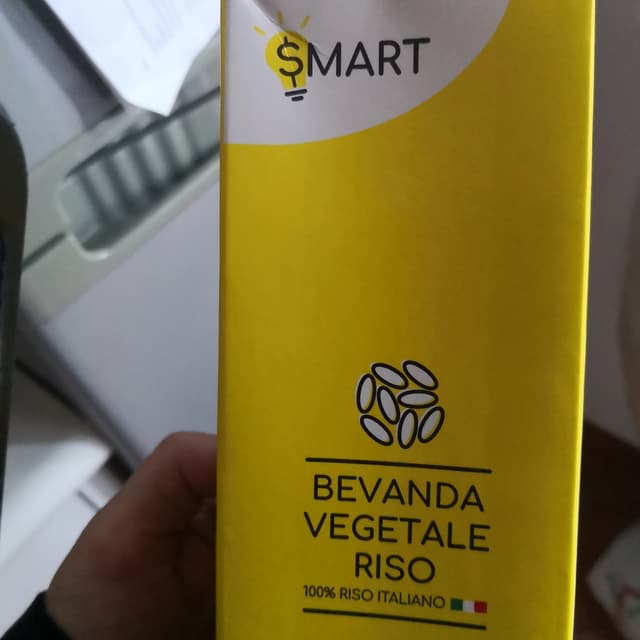 SMART
BEVANDA
VEGETALE
RISO
100% RISO ITALIANO